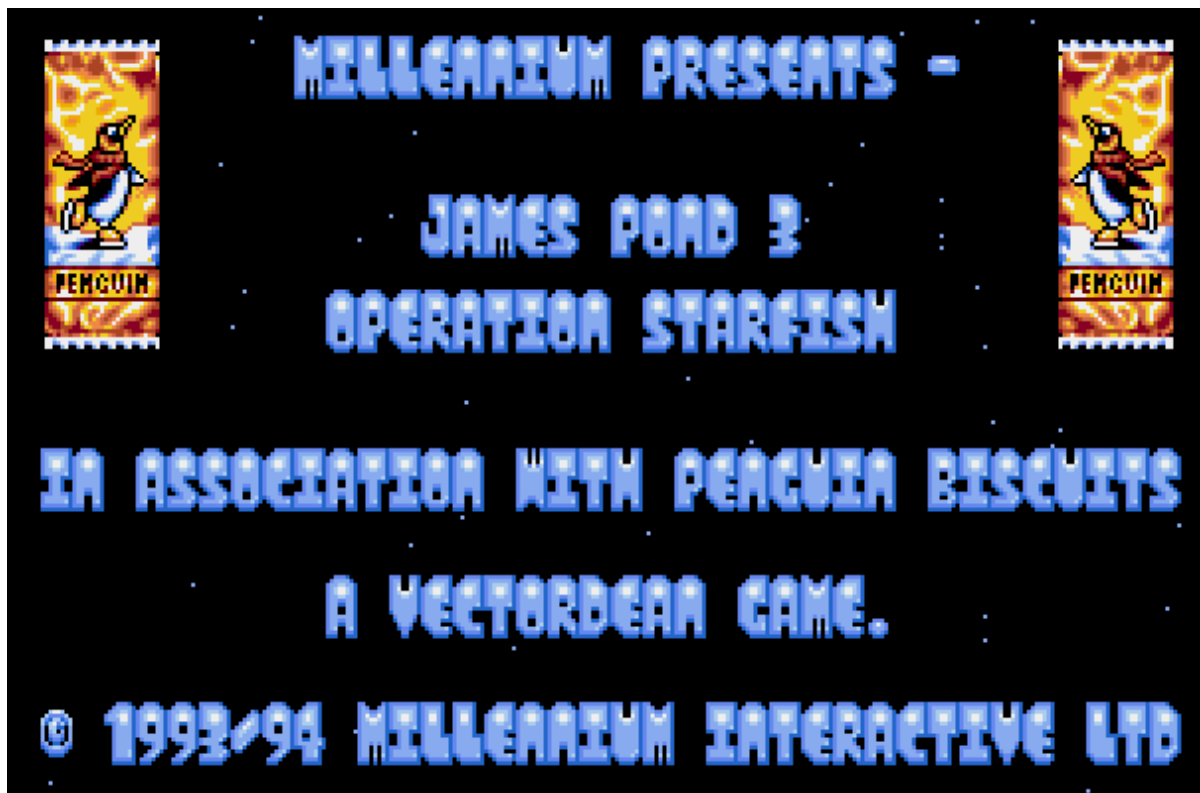 MILLENNIUM PRESENTS -
JAMES POND 3
OPERATION STARFISH
IN ASSOCIATION WITH PENGUIN BISCUITS
A VECTORDEAN GAME.
© 1993/94 MILLENNIUM INTERACTIVE LTD
PENGUIN
PENGUIN